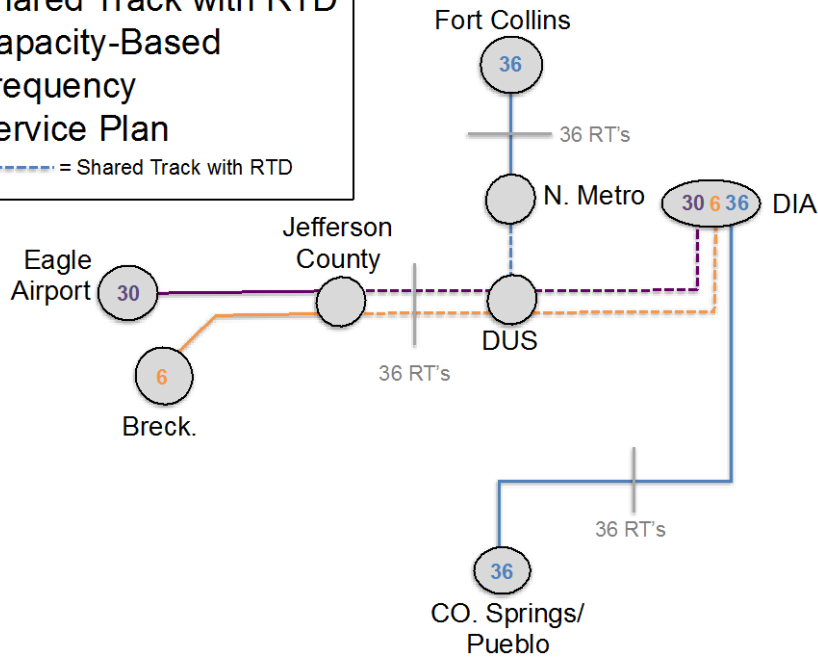 hared Track with RTD
apacity-Based
requency
ervice Plan
= Shared Track with RTD
Fort Collins
36
36 RT's
N. Metro
30 6 36
DIA
Jefferson
County
Eagle
Airport
30
DUS
36 RT's
6
Breck.
36 RT's
36
CO. Springs/
Pueblo